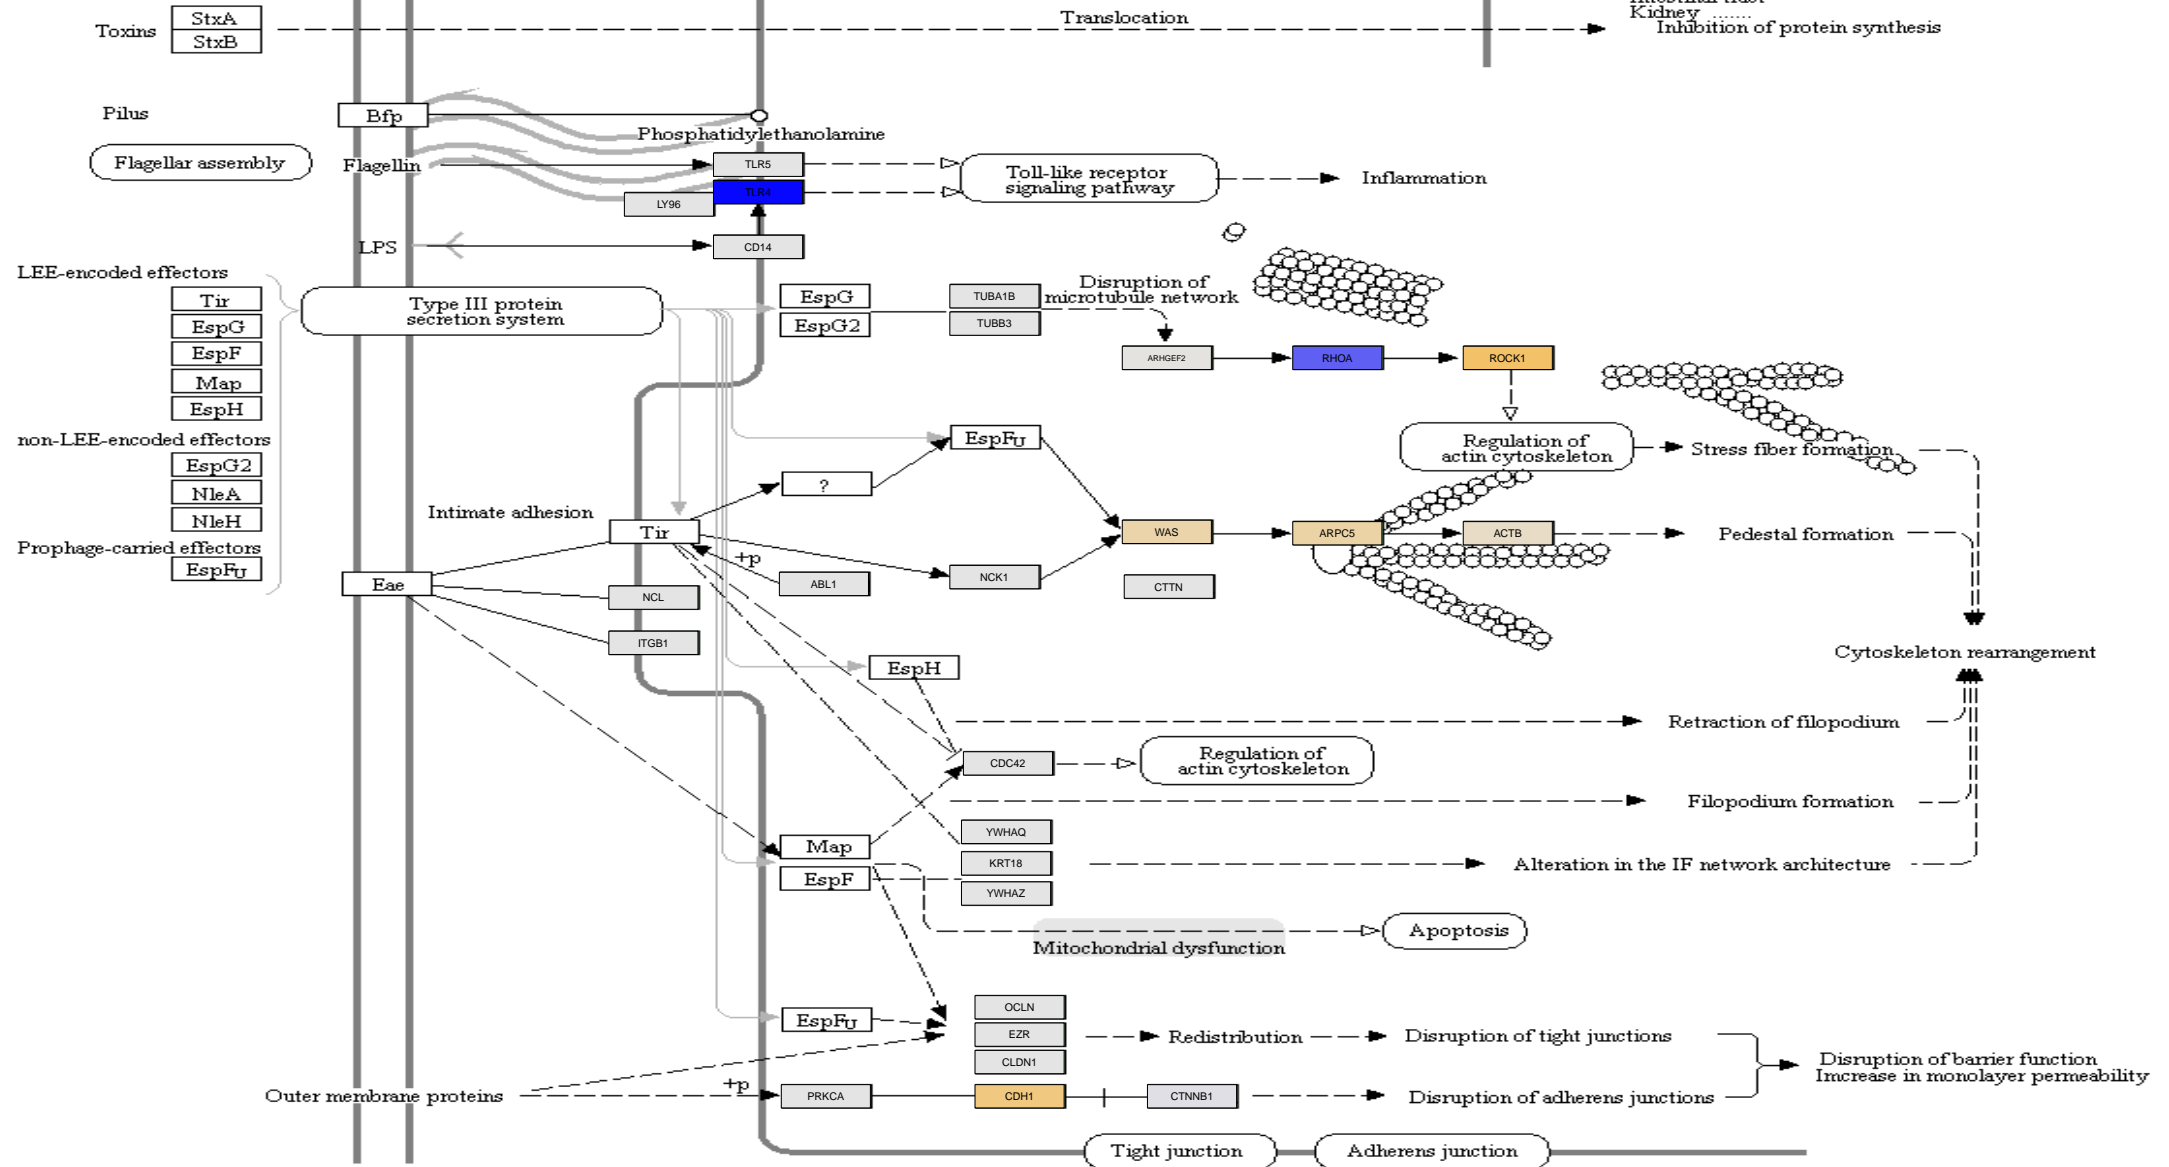 StxA
Toxins
StxB
Translocation
Kidney .......
Inhibition of protein synthesis
Pilus
Bfp
Phosphatidylethanolamine
Flagellar assembly
Flagellin
TLR5
TLR4
LY96
Toll-like receptor
signaling pathway
Inflammation
LPS
CD14
LEE-encoded effectors
Tir
EspG
EspF
Map
EspH
Type III protein
secretion system
EspG
EspG2
TUBA1B
TUBB3
Disruption of
microtubule network
ARHGEF2
RHOA
ROCK1
non-LEE-encoded effectors
EspG2
NleA
NleH
Prophage-carried effectors
EspFU
EspFU
Regulation of
actin cytoskeleton
Stress fiber formation
?
Intimate adhesion
Tir
WAS
ARPC5
ACTB
Pedestal formation
+p
Eae
NCL
ABL1
NCK1
CTTN
ITGB1
Cytoskeleton rearrangement
EspH
Retraction of filopodium
CDC42
Regulation of
actin cytoskeleton
Filopodium formation
Map
EspF
YWHAQ
KRT18
YWHAZ
Alteration in the IF network architecture
Mitochondrial dysfunction
Apoptosis
EspFU
OCLN
EZR
CLDN1
Redistribution
Disruption of tight junctions
Disruption of barrier function
Imcrease in monolayer permeability
Outer membrane proteins
+p
PRKCA
CDH1
CTNNB1
Disruption of adherens junctions
Tight junction
Adherens junction